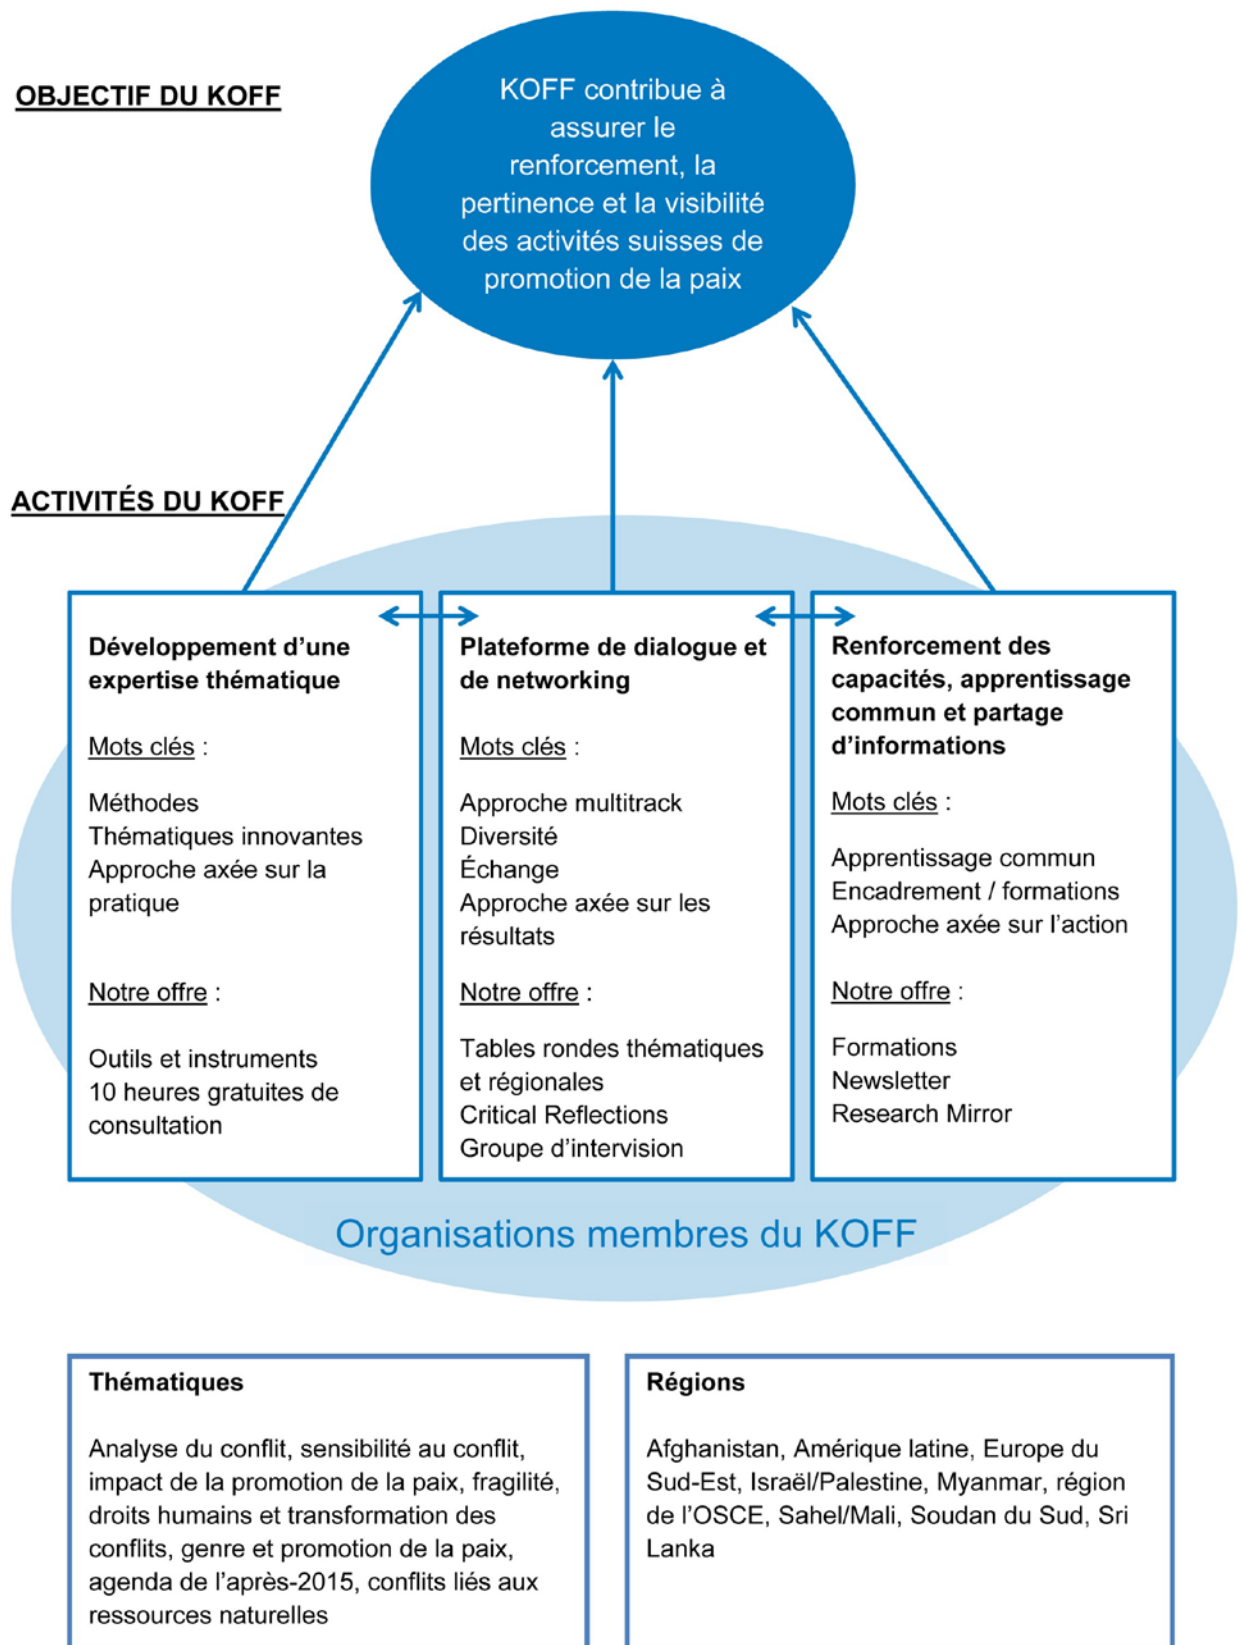 OBJECTIF DU KOFF
KOFF contribue à
assurer le
renforcement, la
pertinence et la visibilité
des activités suisses de
promotion de la paix
ACTIVITÉS DU KOFF
Développement d’une
expertise thématique
Mots clés :
Méthodes
Thématiques innovantes
Approche axée sur la
pratique
Notre offre :
Outils et instruments
10 heures gratuites de
consultation
Plateforme de dialogue et
de networking
Mots clés :
Approche multitrack
Diversité
Échange
Approche axée sur les
résultats
Notre offre :
Tables rondes thématiques
et régionales
Critical Reflections
Groupe d’intervision
Renforcement des
capacités, apprentissage
commun et partage
d’informations
Mots clés :
Apprentissage commun
Encadrement / formations
Approche axée sur l’action
Notre offre :
Formations
Newsletter
Research Mirror
Organisations membres du KOFF
Thématiques
Analyse du conflit, sensibilité au conflit,
impact de la promotion de la paix, fragilité,
droits humains et transformation des
conflits, genre et promotion de la paix,
agenda de l’après-2015, conflits liés aux
ressources naturelles
Régions
Afghanistan, Amérique latine, Europe du
Sud-Est, Israël/Palestine, Myanmar, région
de l’OSCE, Sahel/Mali, Soudan du Sud, Sri
Lanka